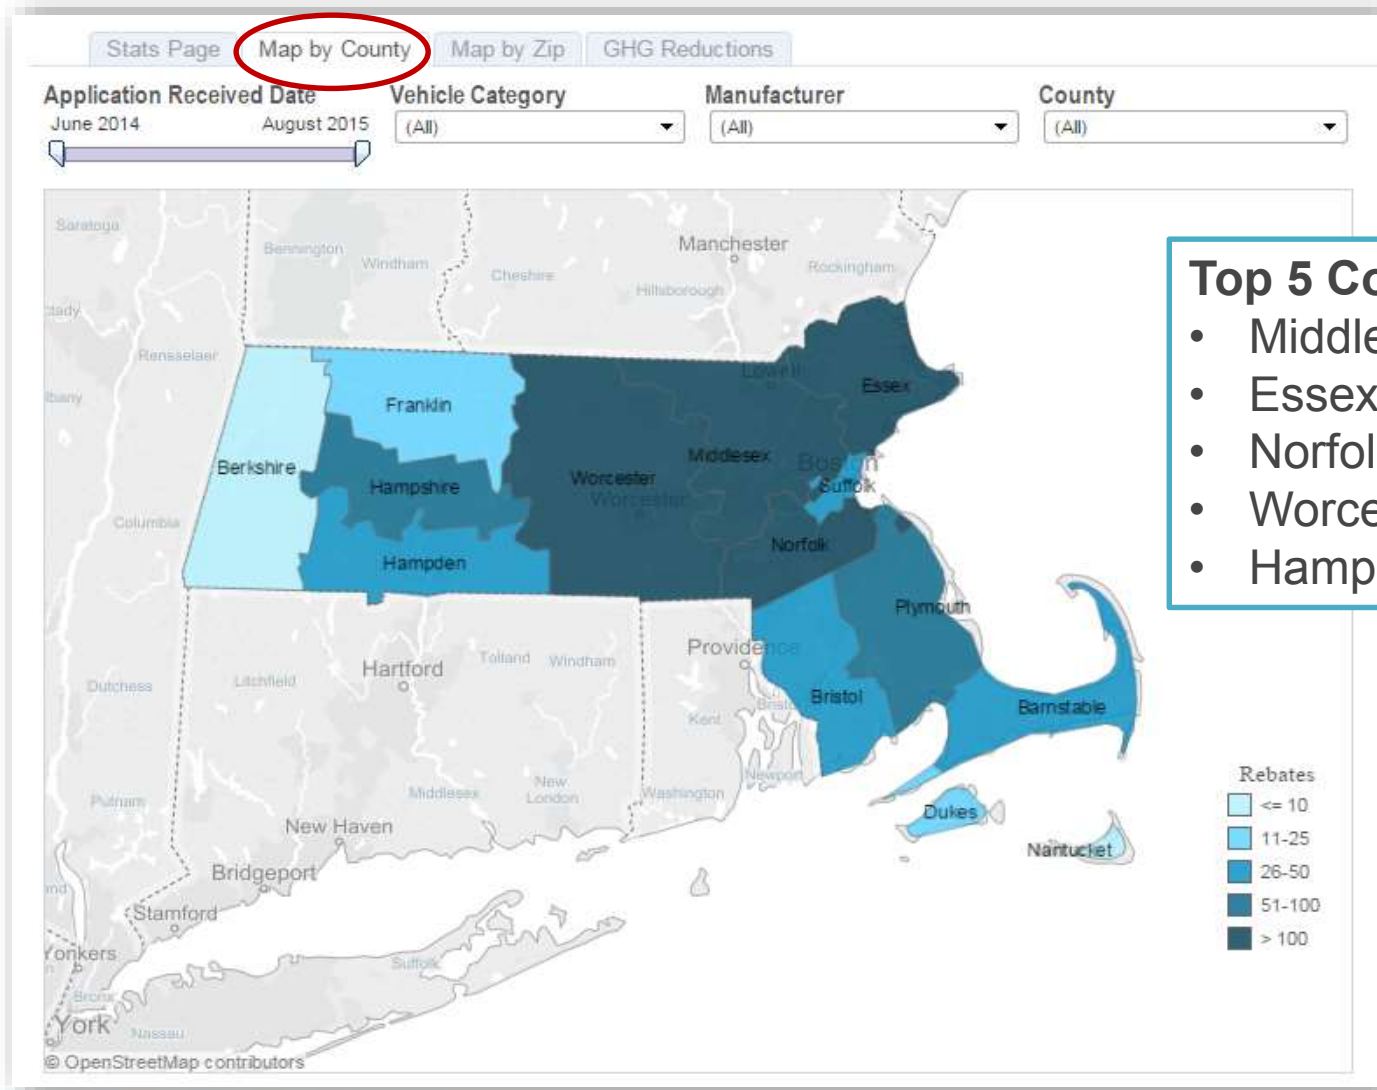 Stats Page Map by County Map by Zip GHG Reductions
Application Received Date Vehicle Category Manufacturer County
June 2014 August 2015 (All) (All) (All)
Saratoga
Bennington
Windham
Cheshire
Manchester
Hillsborough
Rockingham
tady
Rensselaer
lbany
Columbia
Berkshire
Franklin
Hampshire
Hampden
Worcester
Worcester
Middlesex
Lowell
Essex
Boston
Suffolk
Norfolk
Plymouth
Bristol
Barnstable
Dukes
Nantucket
Providence
Bristol
Kent
Newport
Washington
Hartford
Tolland
Windham
Litchfield
Dutchess
Putnam
Middlesex
New
London
New Haven
Bridgeport
Stamford
Yonkers
Bronx
York
Nassau
Suffolk
© OpenStreetMap contributors
Top 5 Co
• Middle
• Essex
• Norfol
• Worce
• Hamp
Rebates
<= 10
11-25
26-50
51-100
> 100